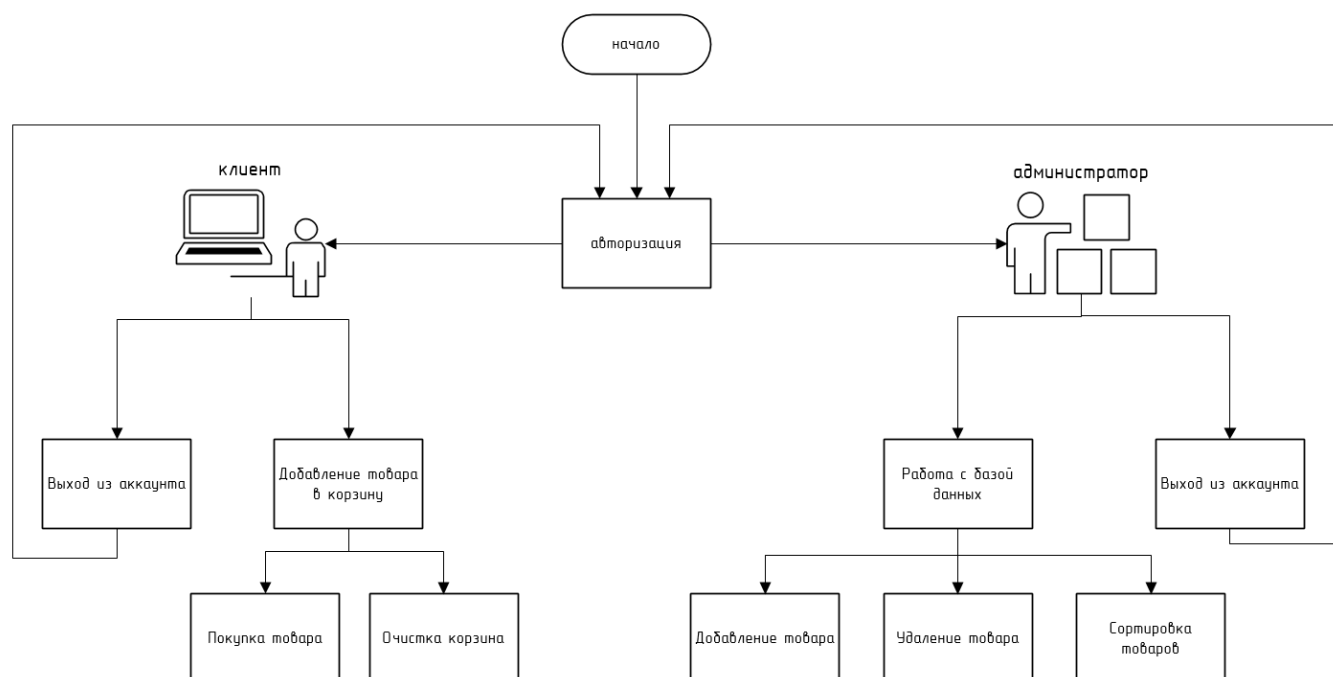 начало
клиент
администратор
авторизация
Выход из аккаунта
Добавление товара
в корзину
Работа с базой
данных
Выход из аккаунта
Покупка товара
Очистка корзина
Добавление товара
Удаление товара
Сортировка
товаров